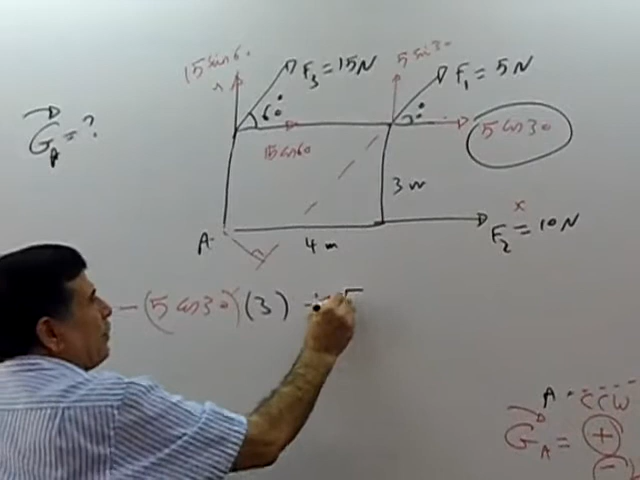 15 sin 60
F₃ = 15N
60°
15 cos 60
5 sin 30
F₁ = 5N
5 cos 30
G_A = ?
3 m
x
F₂ = 10N
A
4 m
- (5 cos 30) (3) + 5
A CCW
G_A = +
-